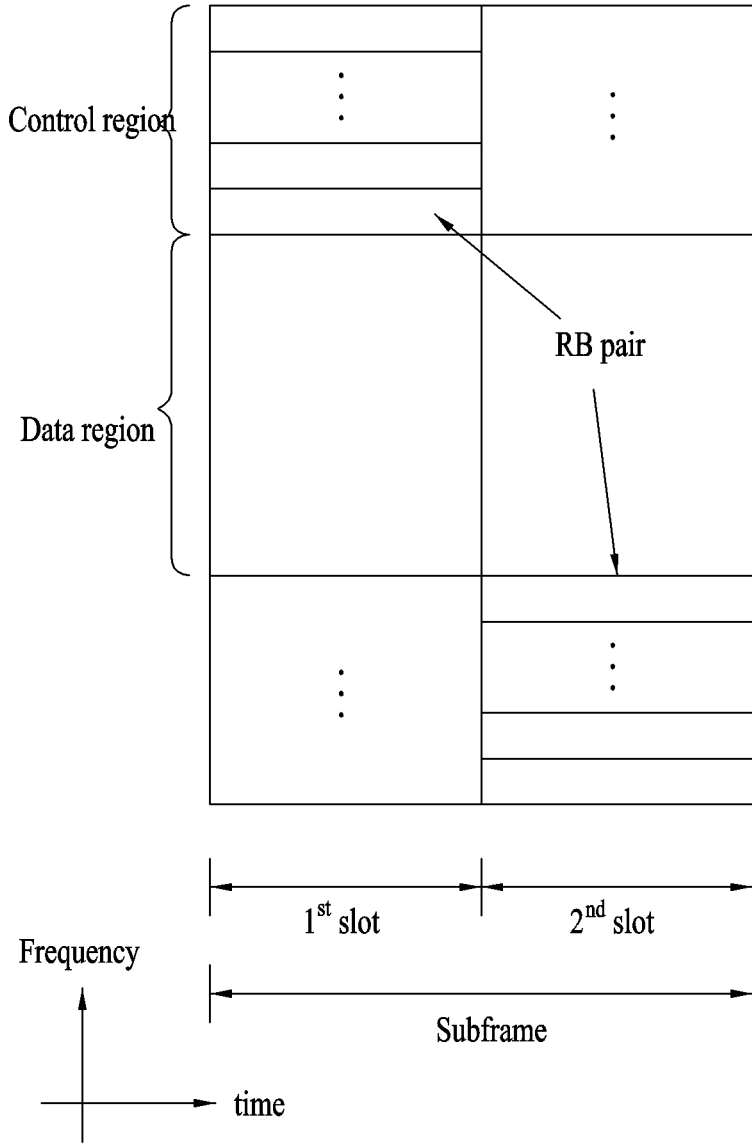 Control region
RB pair
Data region
1st slot
2nd slot
Frequency
Subframe
time